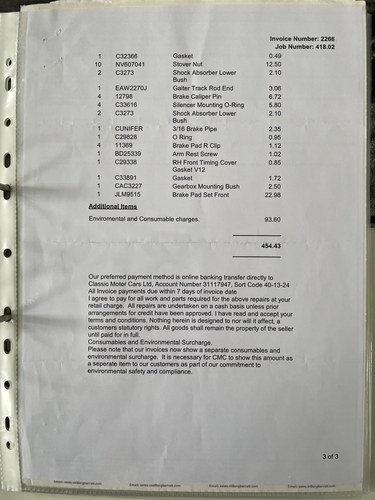 Invoice Number: 2266
Job Number: 418.02
1 C32366 Gasket 0.49
10 NV607041 Stover Nut 12.50
2 C3273 Shock Absorber Lower 2.10
Bush
1 EAW2270J Gaiter Track Rod End 3.06
4 12798 Brake Caliper Pin 6.72
4 C33616 Silencer Mounting O-Ring 5.80
2 C3273 Shock Absorber Lower 2.10
Bush
1 CUNIFER 3/16 Brake Pipe 2.35
1 C29828 O Ring 0.95
4 11369 Brake Pad R Clip 1.12
1 BD25339 Arm Rest Screw 1.02
1 C29338 RH Front Timing Cover 0.85
Gasket V12
1 C33891 Gasket 1.72
1 CAC3227 Gearbox Mounting Bush 2.50
1 JLM9515 Brake Pad Set Front 22.98
Additional Items
Enviromental and Consumable charges. 93.60
454.43
Our preferred payment method is online banking transfer directly to
Classic Motor Cars Ltd, Account Number 31117947, Sort Code 40-13-24
All Invoice payments due within 7 days of invoice date
I agree to pay for all work and parts required for the above repairs at your
retail charge. All repairs are undertaken on a cash basis unless prior
arrangements for credit have been approved. I have read and accept your
terms and conditions. Nothing herein is designed to nor will it affect, a
customers statutory rights. All goods shall remain the property of the seller
until paid for in full.
Consumables and Environmental Surcharge.
Please note that our invoices now show a separate consumables and
environmental surcharge. It is necessary for CMC to show this amount as
a seperate item to our customers as part of our commitment to
environmental safety and compliance.
3 of 3